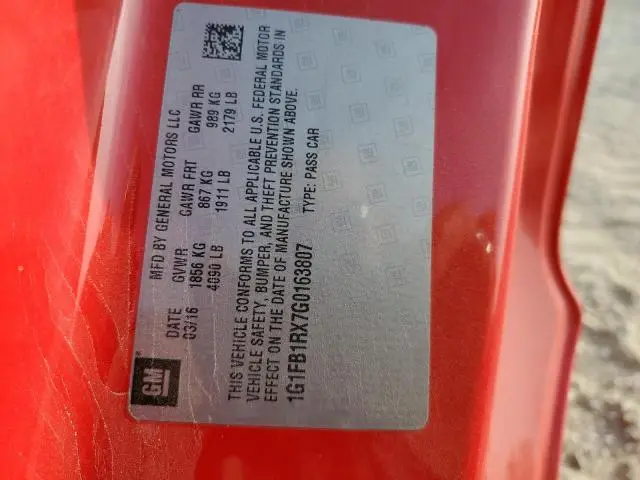 GM
MFD BY GENERAL MOTORS LLC
DATE GVWR GAWR FRT GAWR RR
03/16 1856 KG 867 KG 989 KG
4090 LB 1911 LB 2179 LB
THIS VEHICLE CONFORMS TO ALL APPLICABLE U.S. FEDERAL MOTOR
VEHICLE SAFETY, BUMPER, AND THEFT PREVENTION STANDARDS IN
EFFECT ON THE DATE OF MANUFACTURE SHOWN ABOVE.
1G1FB1RX7G0163807 TYPE: PASS CAR